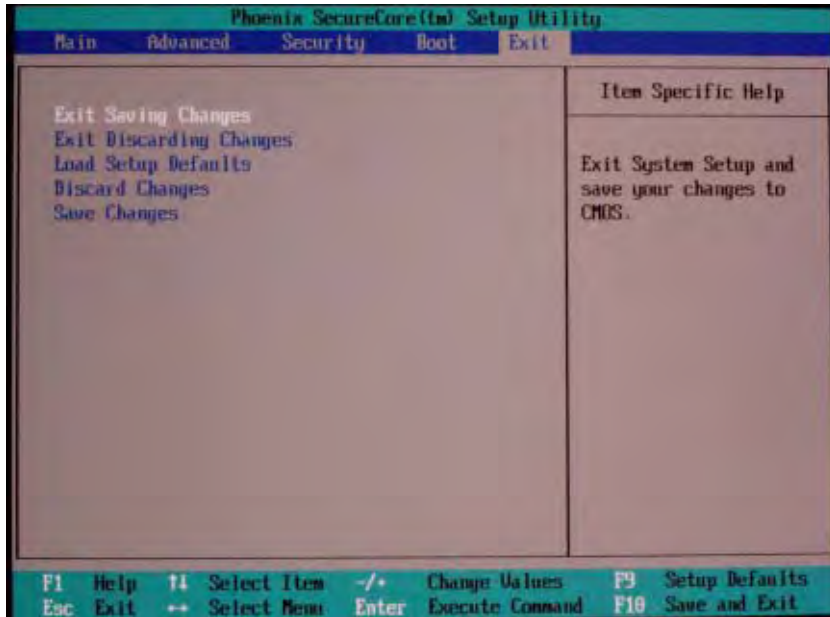 Phoenix SecureCore(tm) Setup Utility
Main Advanced Security Boot Exit
Item Specific Help
Exit Saving Changes
Exit Discarding Changes
Load Setup Defaults
Discard Changes
Save Changes
Exit System Setup and
save your changes to
CMOS.
F1 Help ↑↓ Select Item -/+ Change Values F9 Setup Defaults
Esc Exit ↔ Select Menu Enter Execute Command F10 Save and Exit